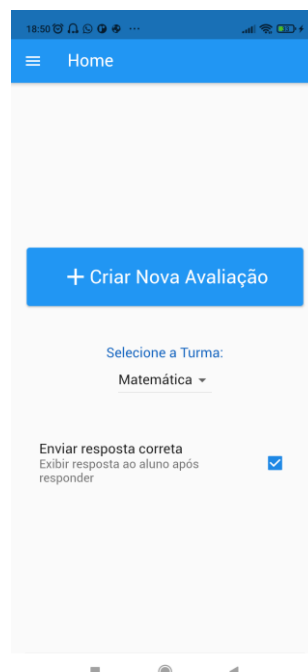 18:50
Home
+ Criar Nova Avaliação
Selecione a Turma:
Matemática
Enviar resposta correta
Exibir resposta ao aluno após
responder